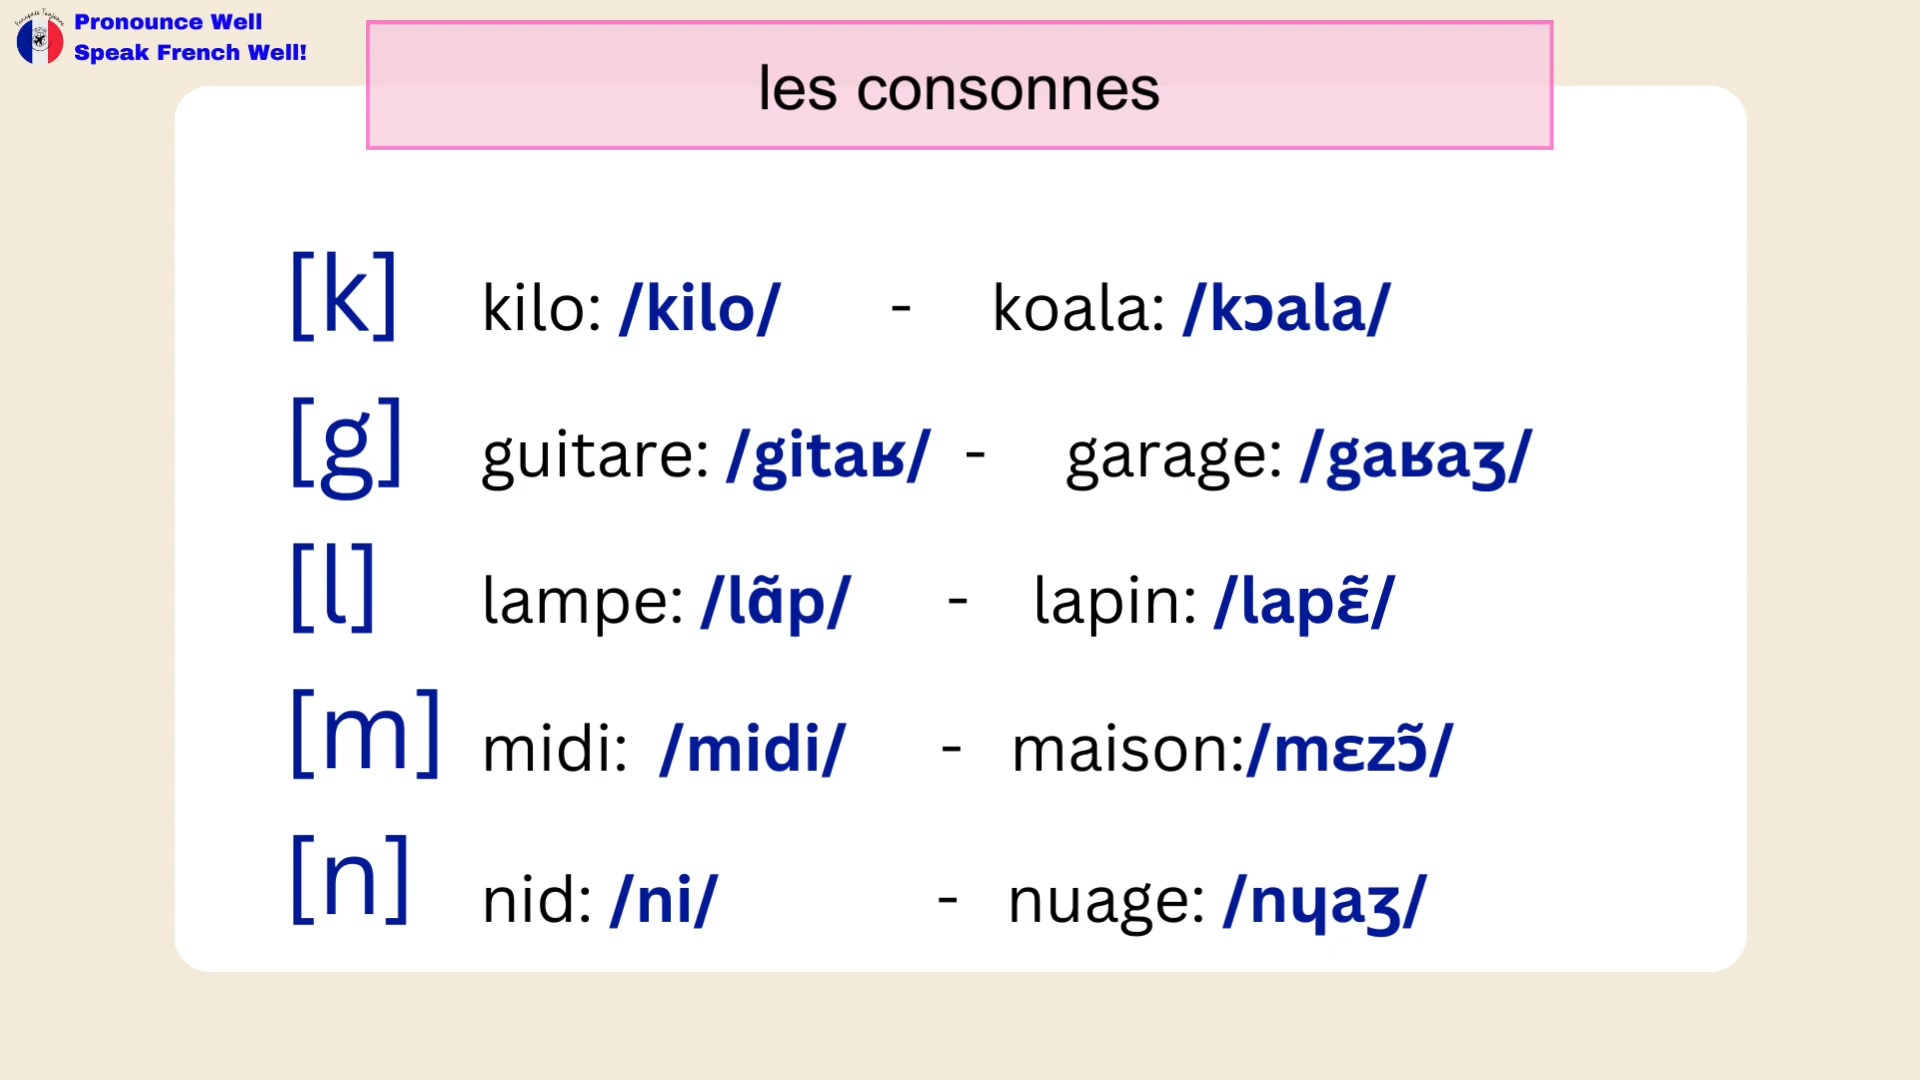 Pronounce Well
Speak French Well!
les consonnes
[k] kilo: /kilo/ - koala: /kɔala/
[g] guitare: /gitaʁ/ - garage: /gaʁaʒ/
[l] lampe: /lɑ̃p/ - lapin: /lapɛ̃/
[m] midi: /midi/ - maison:/mɛzɔ̃/
[n] nid: /ni/ - nuage: /nɥaʒ/